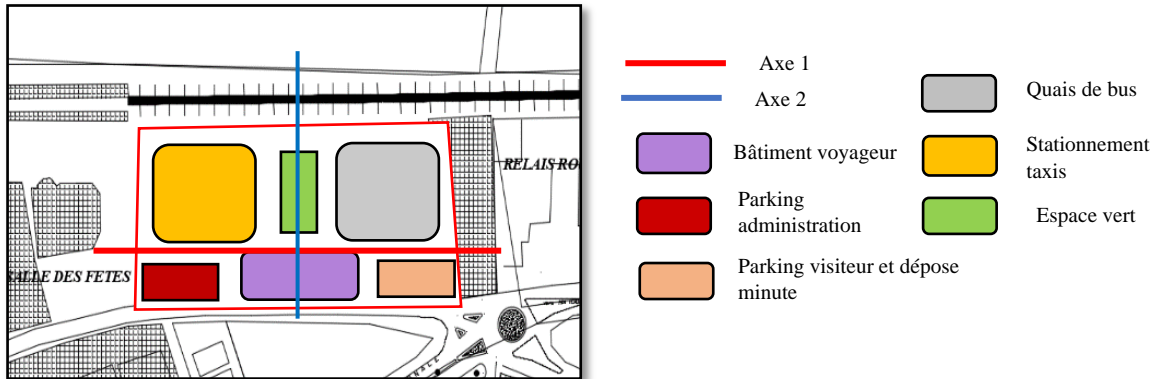 RELAIS RO
SALLE DES FETES
Axe 1
Axe 2
Quais de bus
Bâtiment voyageur
Stationnement
taxis
Parking
administration
Espace vert
Parking visiteur et dépose
minute